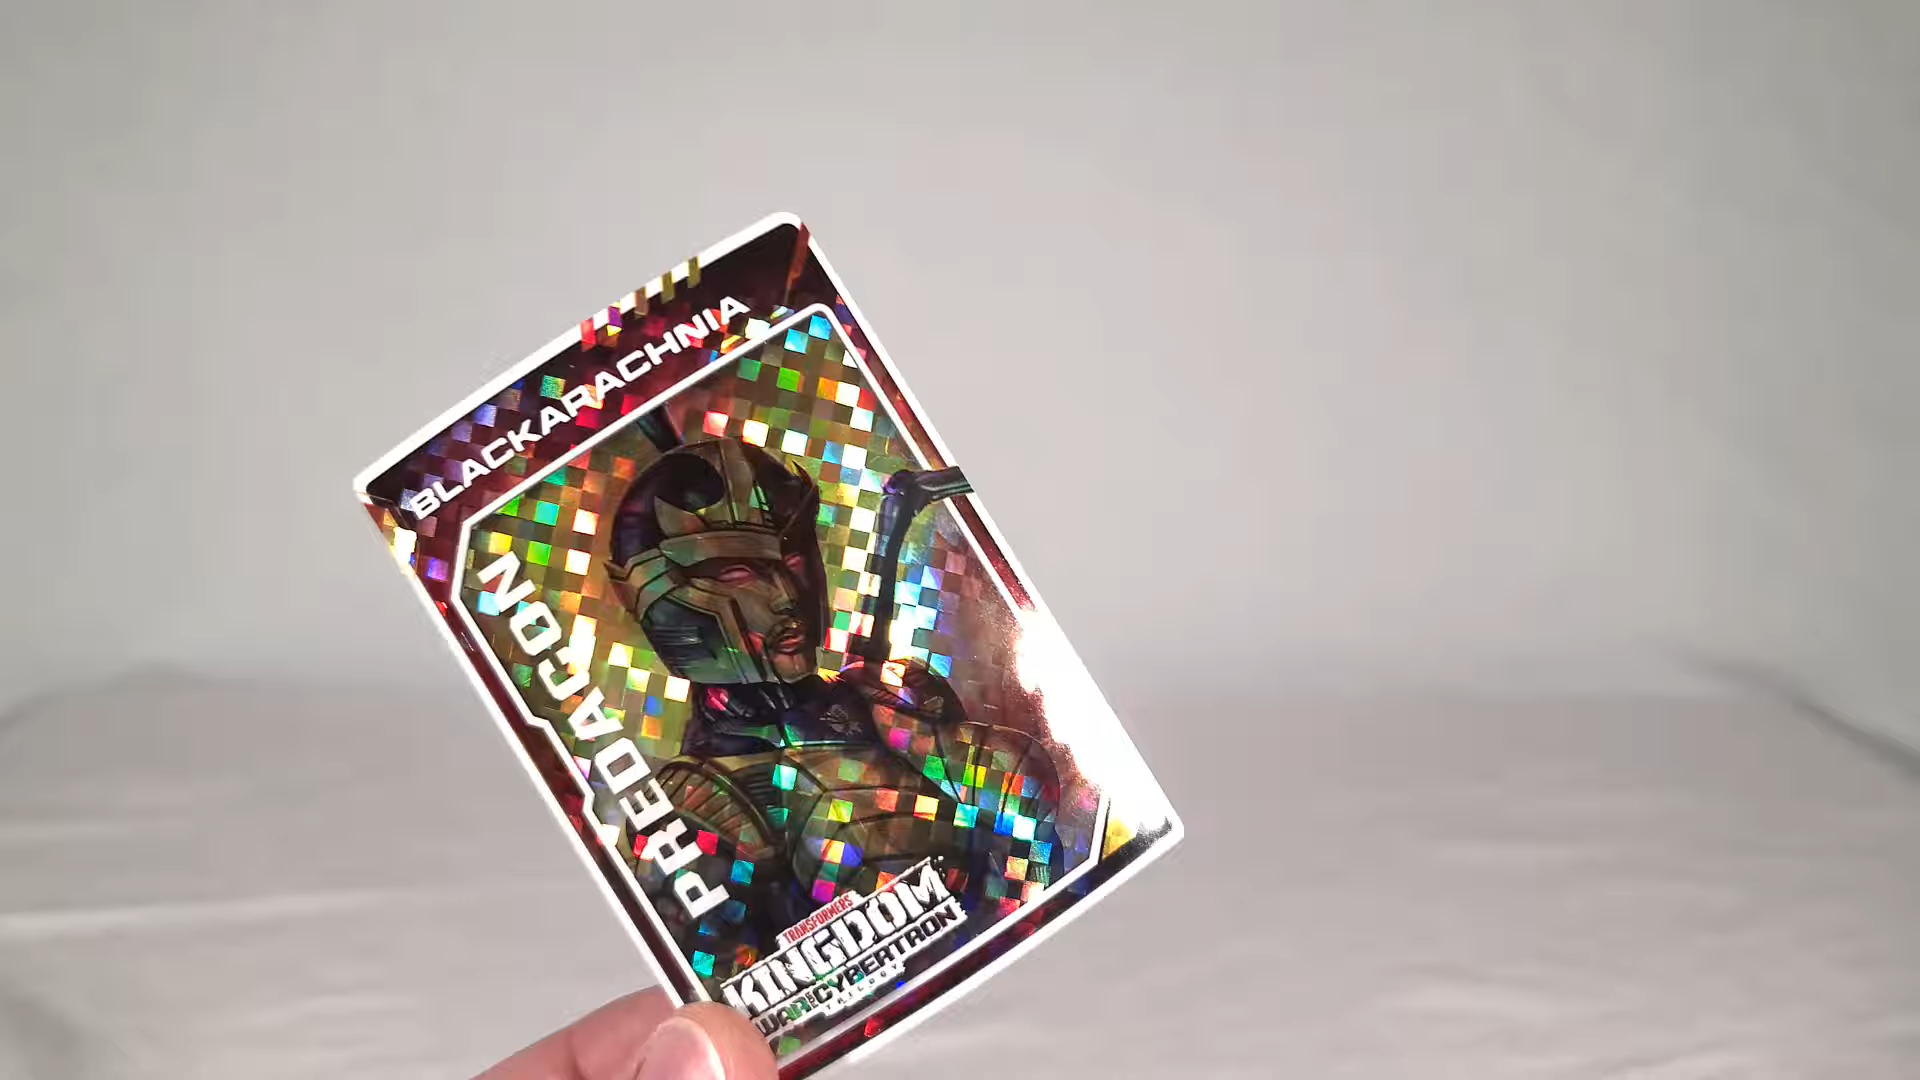 BLACKARACHNIA
PREDACON
TRANSFORMERS
KINGDOM
WAR FOR CYBERTRON
TRILOGY